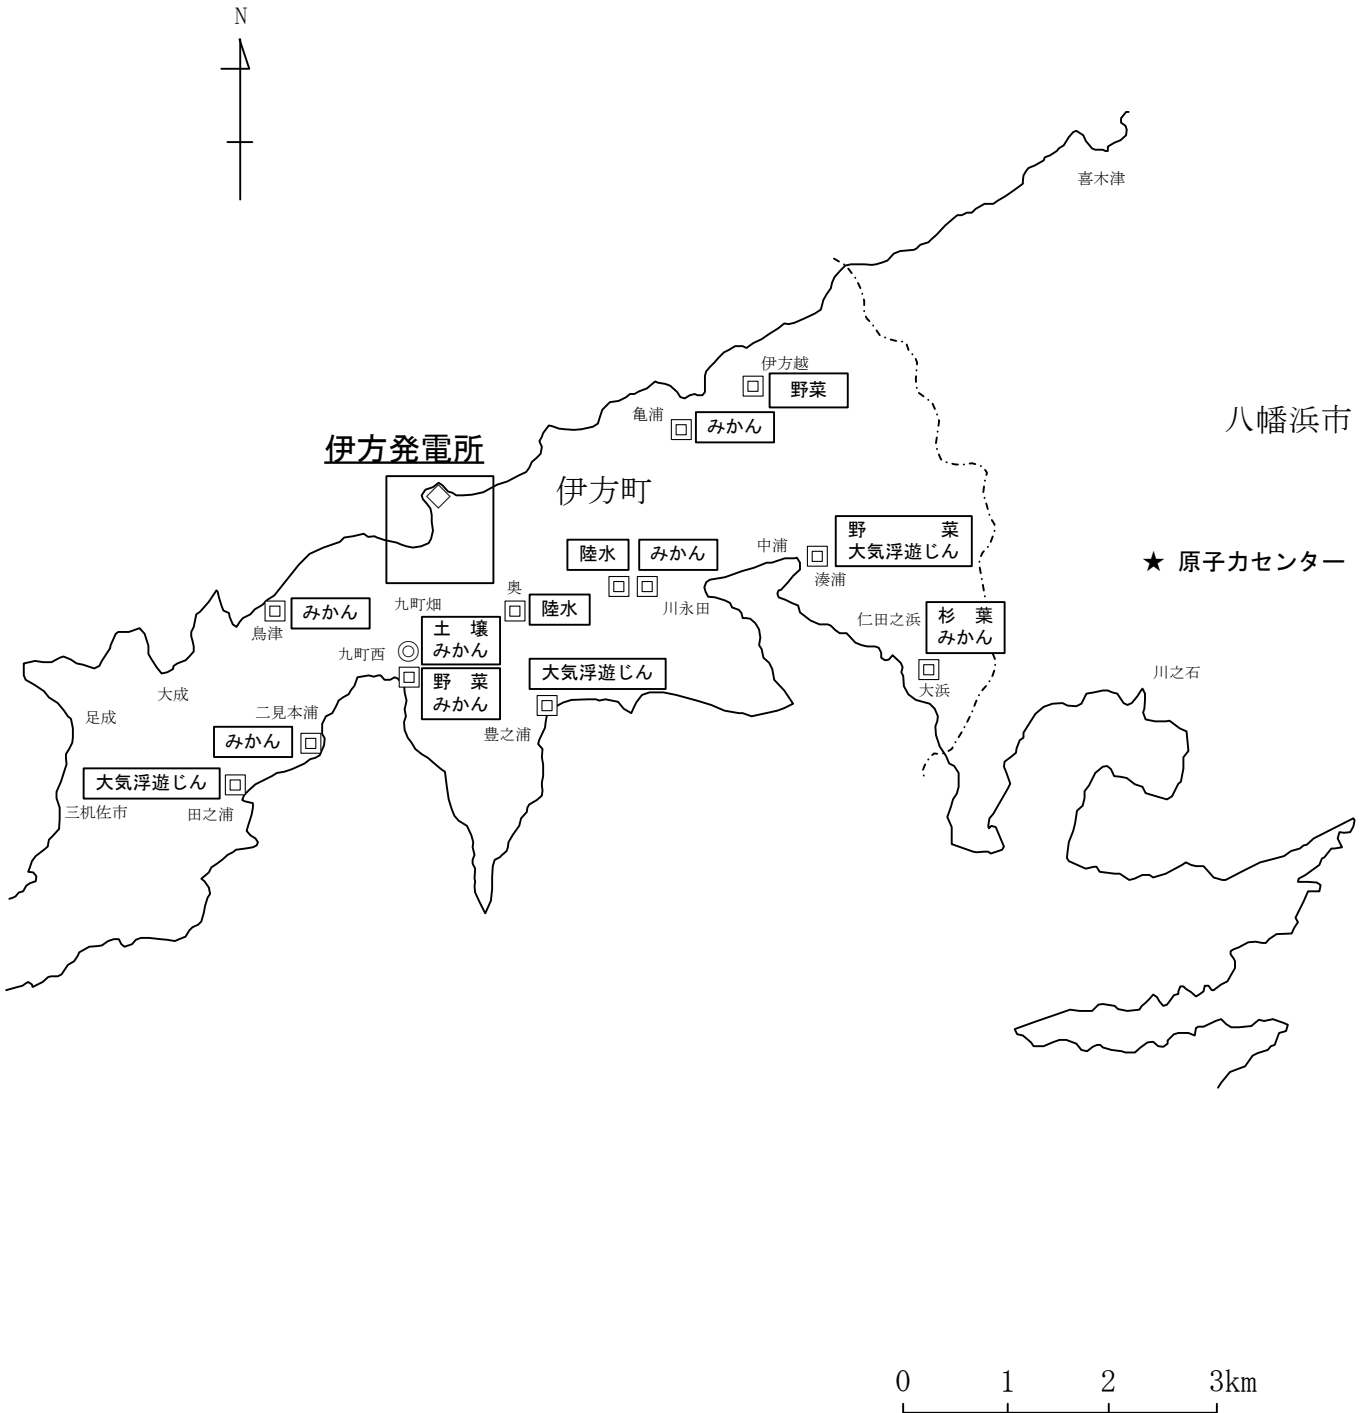 N
喜木津
伊方越
野菜
亀浦
みかん
八幡浜市
伊方発電所
伊方町
野　菜
大気浮遊じん
中浦
湊浦
陸水
みかん
川永田
★ 原子力センター
奥
陸水
九町畑
土　壌
みかん
鳥津
みかん
仁田之浜
杉　葉
みかん
大浜
九町西
野　菜
みかん
大気浮遊じん
豊之浦
川之石
大成
足成
二見本浦
みかん
大気浮遊じん
三机佐市
田之浦
0 1 2 3km